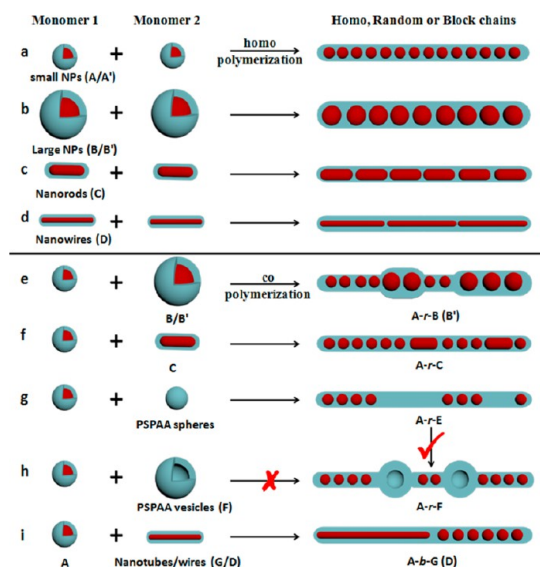 Monomer 1 Monomer 2 Homo, Random or Block chains
a + homo
polymerization
small NPs (A/A')
b +
Large NPs (B/B')
c +
Nanorods (C)
d +
Nanowires (D)
e + co
polymerization
B/B' A-r-B (B')
f +
C A-r-C
g +
PSPAA spheres A-r-E
h +
PSPAA vesicles (F) A-r-F
i +
A Nanotubes/wires (G/D) A-b-G (D)